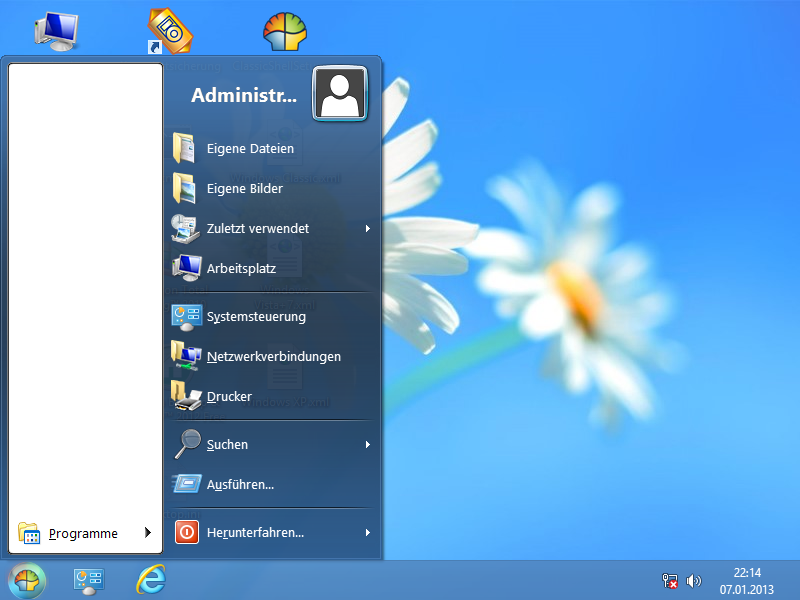 Administr...
Eigene Dateien
Eigene Bilder
Zuletzt verwendet
Arbeitsplatz
Systemsteuerung
Netzwerkverbindungen
Drucker
Suchen
Ausführen...
Programme
Herunterfahren...
22:14
07.01.2013